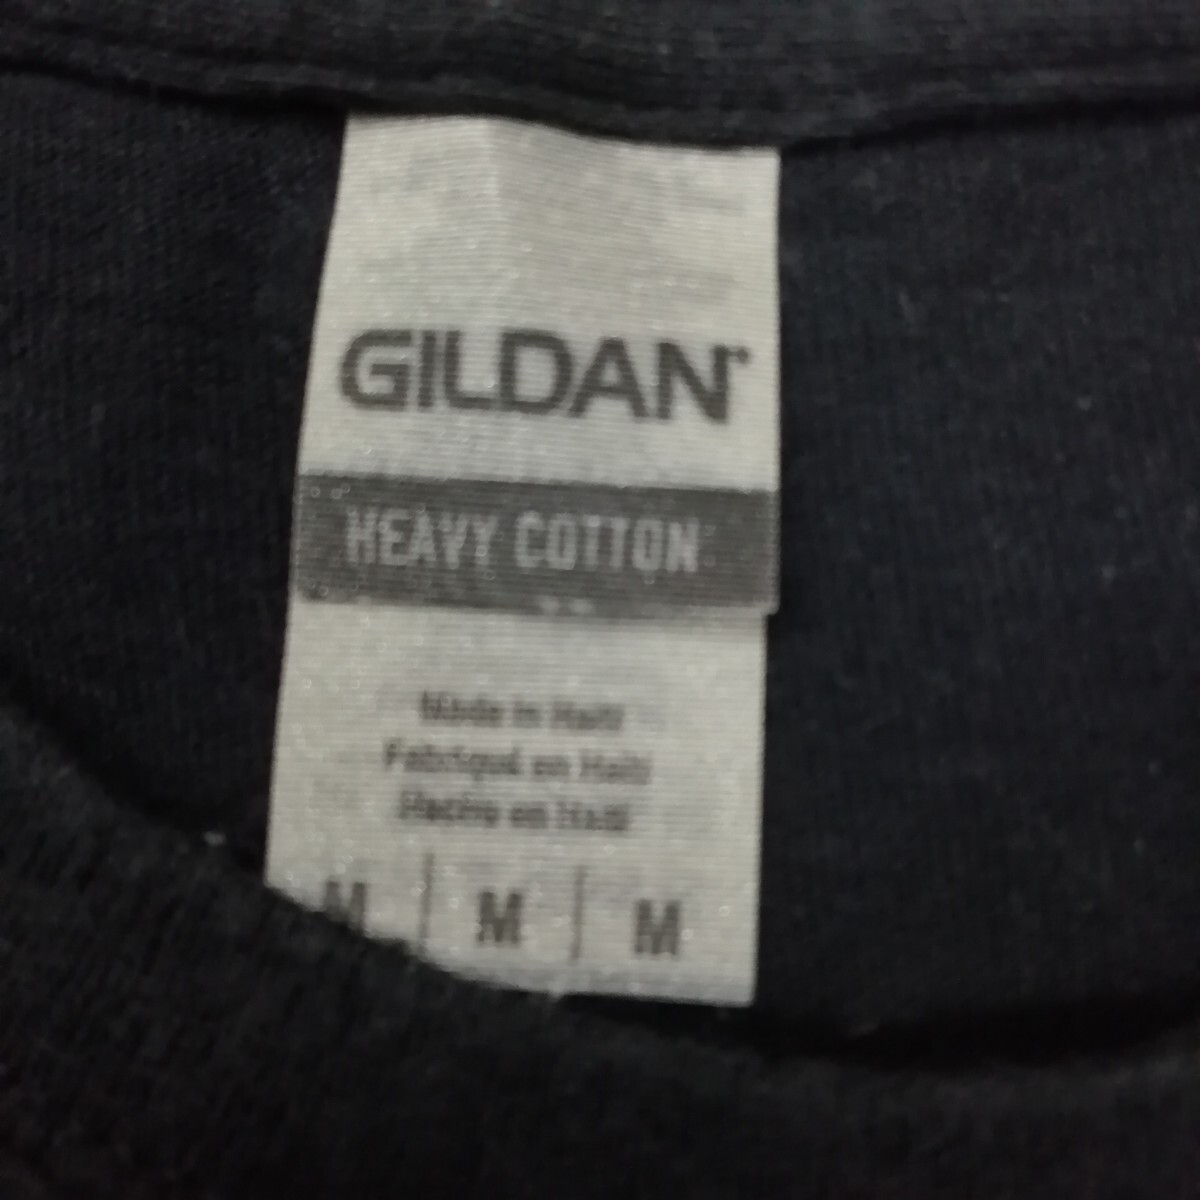 GILDAN
HEAVY COTTON
Made in Haiti
Fabriqué en Haïti
Hecho en Haití
M | M | M